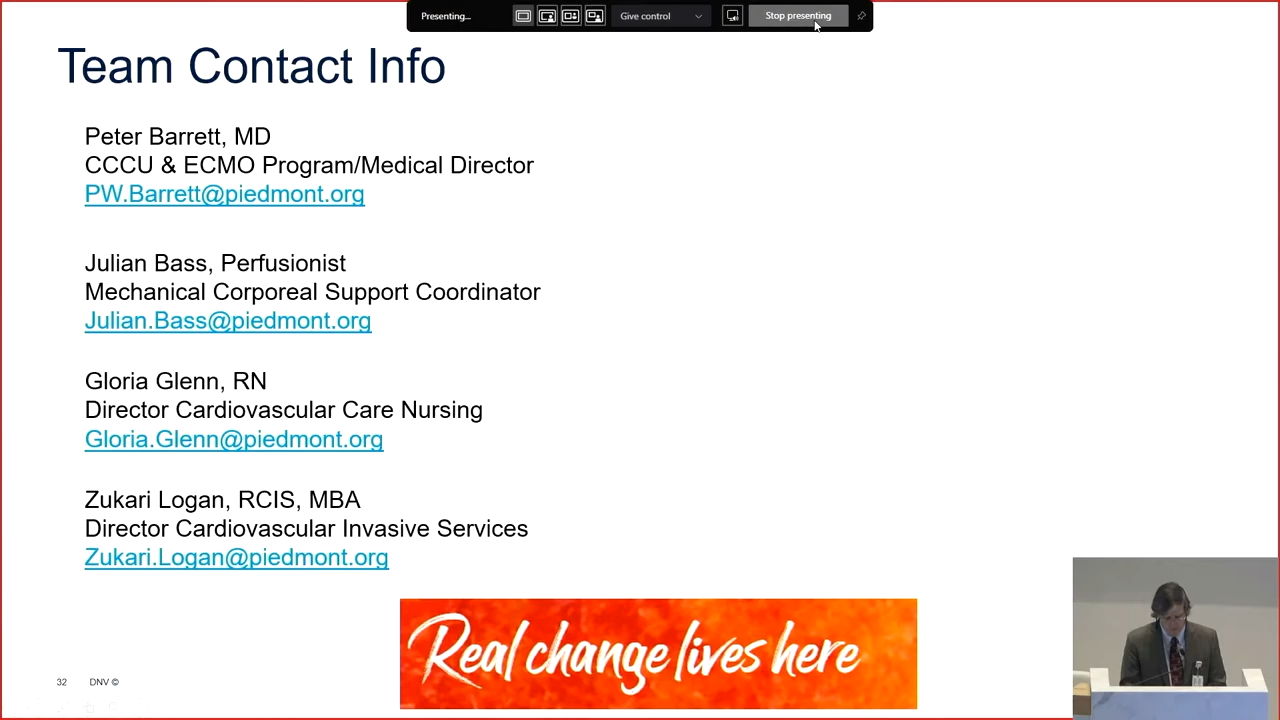 Presenting...
Give control
Stop presenting
Team Contact Info
Peter Barrett, MD
CCCU & ECMO Program/Medical Director
PW.Barrett@piedmont.org
Julian Bass, Perfusionist
Mechanical Corporeal Support Coordinator
Julian.Bass@piedmont.org
Gloria Glenn, RN
Director Cardiovascular Care Nursing
Gloria.Glenn@piedmont.org
Zukari Logan, RCIS, MBA
Director Cardiovascular Invasive Services
Zukari.Logan@piedmont.org
Real change lives here
32 DNV ©